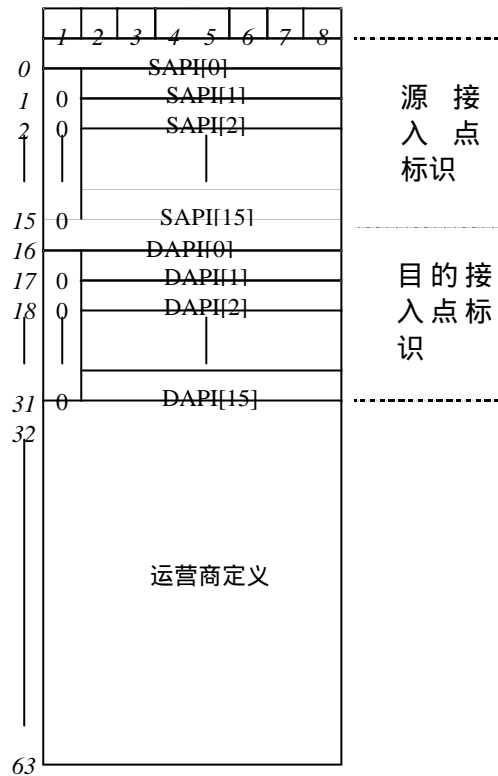 1 2 3 4 5 6 7 8
0 SAPI[0]
1 0 SAPI[1]
2 0 SAPI[2]
15 0 SAPI[15]
源 接
入 点
标识
16 DAPI[0]
17 0 DAPI[1]
18 0 DAPI[2]
31 0 DAPI[15]
目的接
入点标
识
32
运营商定义
63